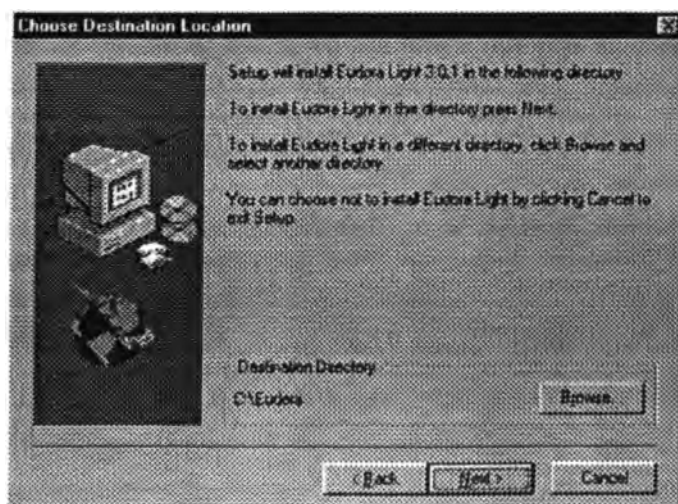 Choose Destination Location
Setup will install Eudora Light 3.0.1 in the following directory
To install Eudora Light in this directory press Next.
To install Eudora Light in a different directory, click Browse and
select another directory.
You can choose not to install Eudora Light by clicking Cancel to
exit Setup.
Destination Directory
C:\Eudora
Browse...
< Back
Next >
Cancel